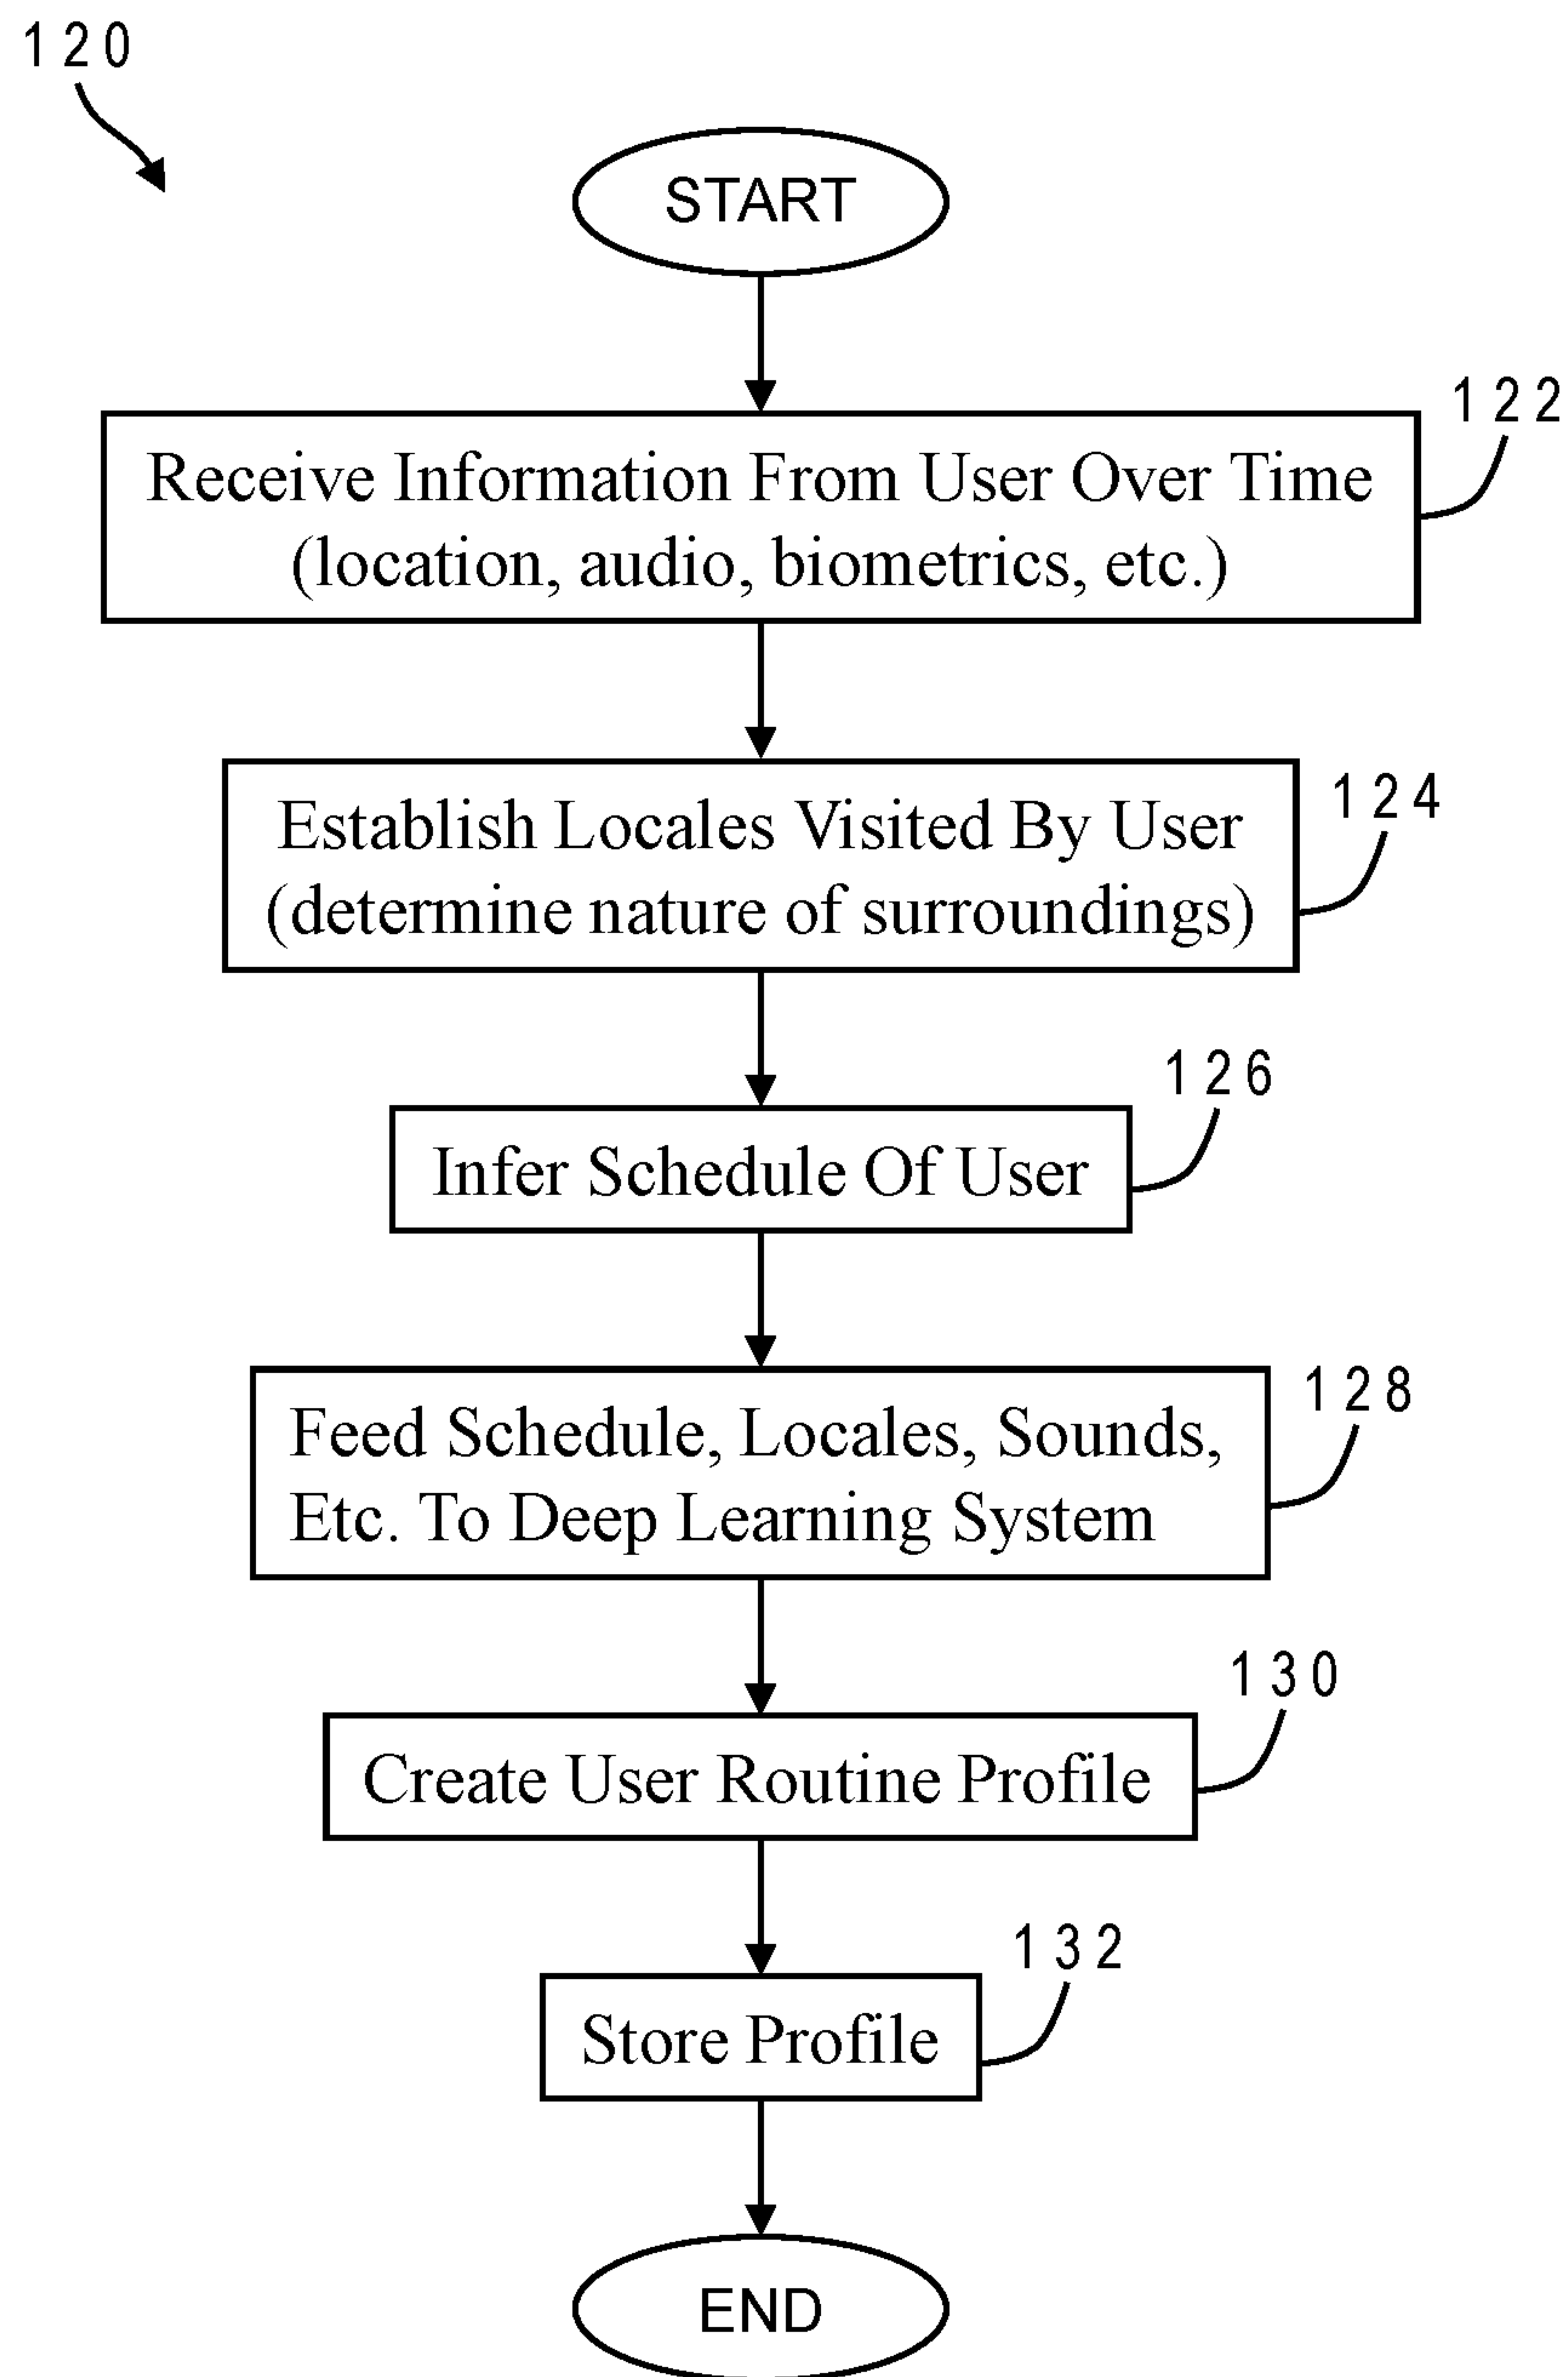 120
START
122
Receive Information From User Over Time
(location, audio, biometrics, etc.)
124
Establish Locales Visited By User
(determine nature of surroundings)
126
Infer Schedule Of User
128
Feed Schedule, Locales, Sounds,
Etc. To Deep Learning System
130
Create User Routine Profile
132
Store Profile
END